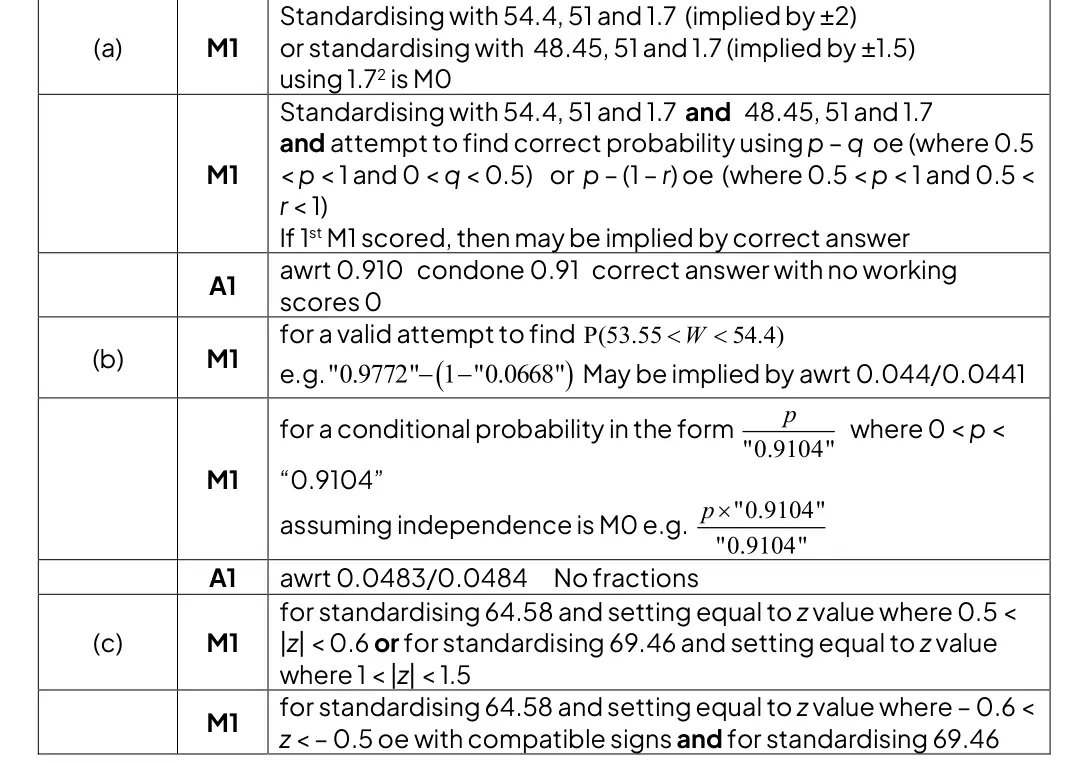 Standardising with 54.4, 51 and 1.7 (implied by ±2)
(a) M1 or standardising with 48.45, 51 and 1.7 (implied by ±1.5)
using 1.7² is M0
Standardising with 54.4, 51 and 1.7 and 48.45, 51 and 1.7
and attempt to find correct probability using p – q oe (where 0.5
M1 < p < 1 and 0 < q < 0.5) or p – (1 – r) oe (where 0.5 < p < 1 and 0.5 <
r < 1)
If 1st M1 scored, then may be implied by correct answer
A1 awrt 0.910 condone 0.91 correct answer with no working
scores 0
(b) M1 for a valid attempt to find P(53.55 < W < 54.4)
e.g. "0.9772"–(1–"0.0668") May be implied by awrt 0.044/0.0441
for a conditional probability in the form p/"0.9104" where 0 < p <
M1 “0.9104”
assuming independence is M0 e.g. p×"0.9104"/"0.9104"
A1 awrt 0.0483/0.0484 No fractions
for standardising 64.58 and setting equal to z value where 0.5 <
(c) M1 |z| < 0.6 or for standardising 69.46 and setting equal to z value
where 1 < |z| < 1.5
M1 for standardising 64.58 and setting equal to z value where – 0.6 <
z < – 0.5 oe with compatible signs and for standardising 69.46